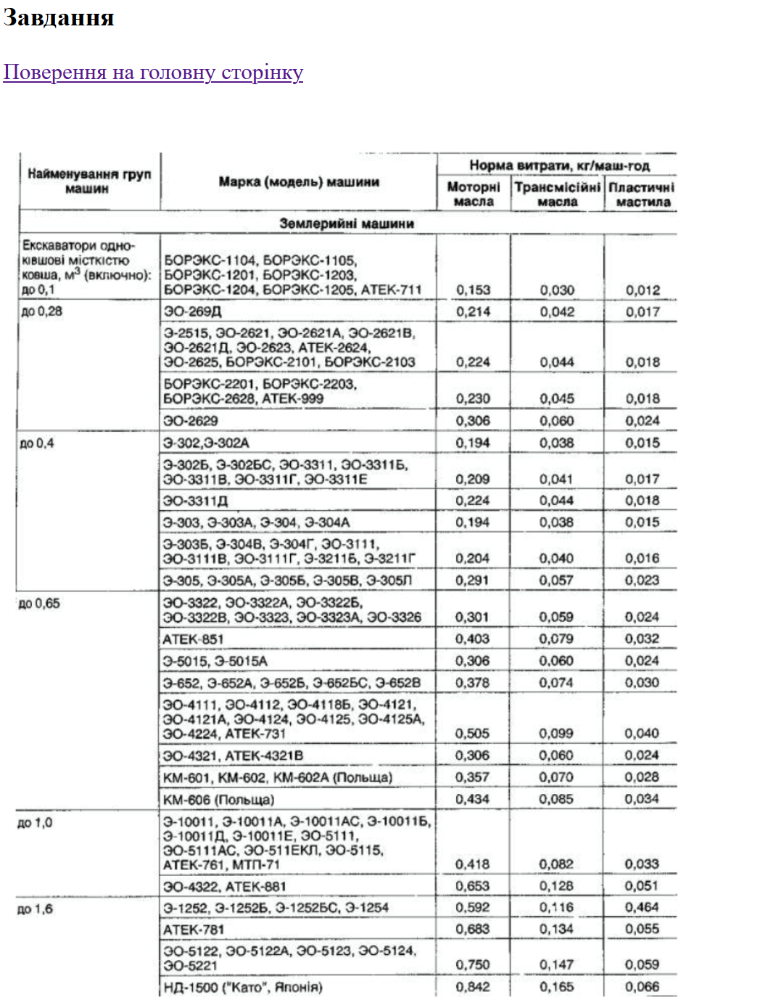 Завдання
Поверення на головну сторінку
Найменування груп машин
Марка (модель) машини
Норма витрати, кг/маш-год
Моторні масла
Трансмісійні масла
Пластичні мастила
Землерийні машини
Екскаватори одно-
ківшові місткістю
ковша, м³ (включно):
до 0,1
БОРЭКС-1104, БОРЭКС-1105,
БОРЭКС-1201, БОРЭКС-1203,
БОРЭКС-1204, БОРЭКС-1205, АТЕК-711 0,153 0,030 0,012
до 0,28 ЭО-269Д 0,214 0,042 0,017
Э-2515, ЭО-2621, ЭО-2621А, ЭО-2621В,
ЭО-2621Д, ЭО-2623, АТЕК-2624,
ЭО-2625, БОРЭКС-2101, БОРЭКС-2103 0,224 0,044 0,018
БОРЭКС-2201, БОРЭКС-2203,
БОРЭКС-2628, АТЕК-999 0,230 0,045 0,018
ЭО-2629 0,306 0,060 0,024
до 0,4 Э-302,Э-302А 0,194 0,038 0,015
Э-302Б, Э-302БС, ЭО-3311, ЭО-3311Б,
ЭО-3311В, ЭО-3311Г, ЭО-3311Е 0,209 0,041 0,017
ЭО-3311Д 0,224 0,044 0,018
Э-303, Э-303А, Э-304, Э-304А 0,194 0,038 0,015
Э-303Б, Э-304В, Э-304Г, ЭО-3111,
ЭО-3111В, ЭО-3111Г, Э-3211Б, Э-3211Г 0,204 0,040 0,016
Э-305, Э-305А, Э-305Б, Э-305В, Э-305Л 0,291 0,057 0,023
до 0,65 ЭО-3322, ЭО-3322А, ЭО-3322Б,
ЭО-3322В, ЭО-3323, ЭО-3323А, ЭО-3326 0,301 0,059 0,024
АТЕК-851 0,403 0,079 0,032
Э-5015, Э-5015А 0,306 0,060 0,024
Э-652, Э-652А, Э-652Б, Э-652БС, Э-652В 0,378 0,074 0,030
ЭО-4111, ЭО-4112, ЭО-4118Б, ЭО-4121,
ЭО-4121А, ЭО-4124, ЭО-4125, ЭО-4125А,
ЭО-4224, АТЕК-731 0,505 0,099 0,040
ЭО-4321, АТЕК-4321В 0,306 0,060 0,024
КМ-601, КМ-602, КМ-602А (Польща) 0,357 0,070 0,028
КМ-606 (Польща) 0,434 0,085 0,034
до 1,0 Э-10011, Э-10011А, Э-10011АС, Э-10011Б,
Э-10011Д, Э-10011Е, ЭО-5111,
ЭО-5111АС, ЭО-511ЕКЛ, ЭО-5115,
АТЕК-761, МТП-71 0,418 0,082 0,033
ЭО-4322, АТЕК-881 0,653 0,128 0,051
до 1,6 Э-1252, Э-1252Б, Э-1252БС, Э-1254 0,592 0,116 0,464
АТЕК-781 0,683 0,134 0,055
ЭО-5122, ЭО-5122А, ЭО-5123, ЭО-5124,
ЭО-5221 0,750 0,147 0,059
НД-1500 ("Като", Японія) 0,842 0,165 0,066